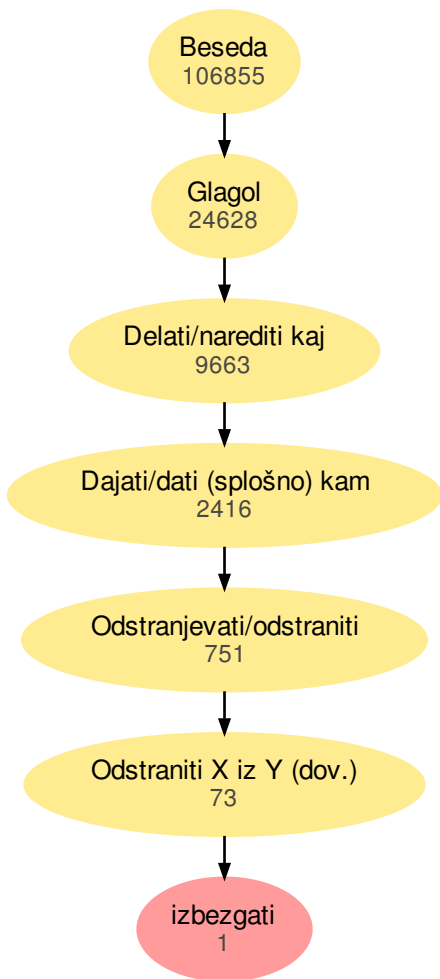 Beseda
106855
Glagol
24628
Delati/narediti kaj
9663
Dajati/dati (splošno) kam
2416
Odstranjevati/odstraniti
751
Odstraniti X iz Y (dov.)
73
izbezgati
1